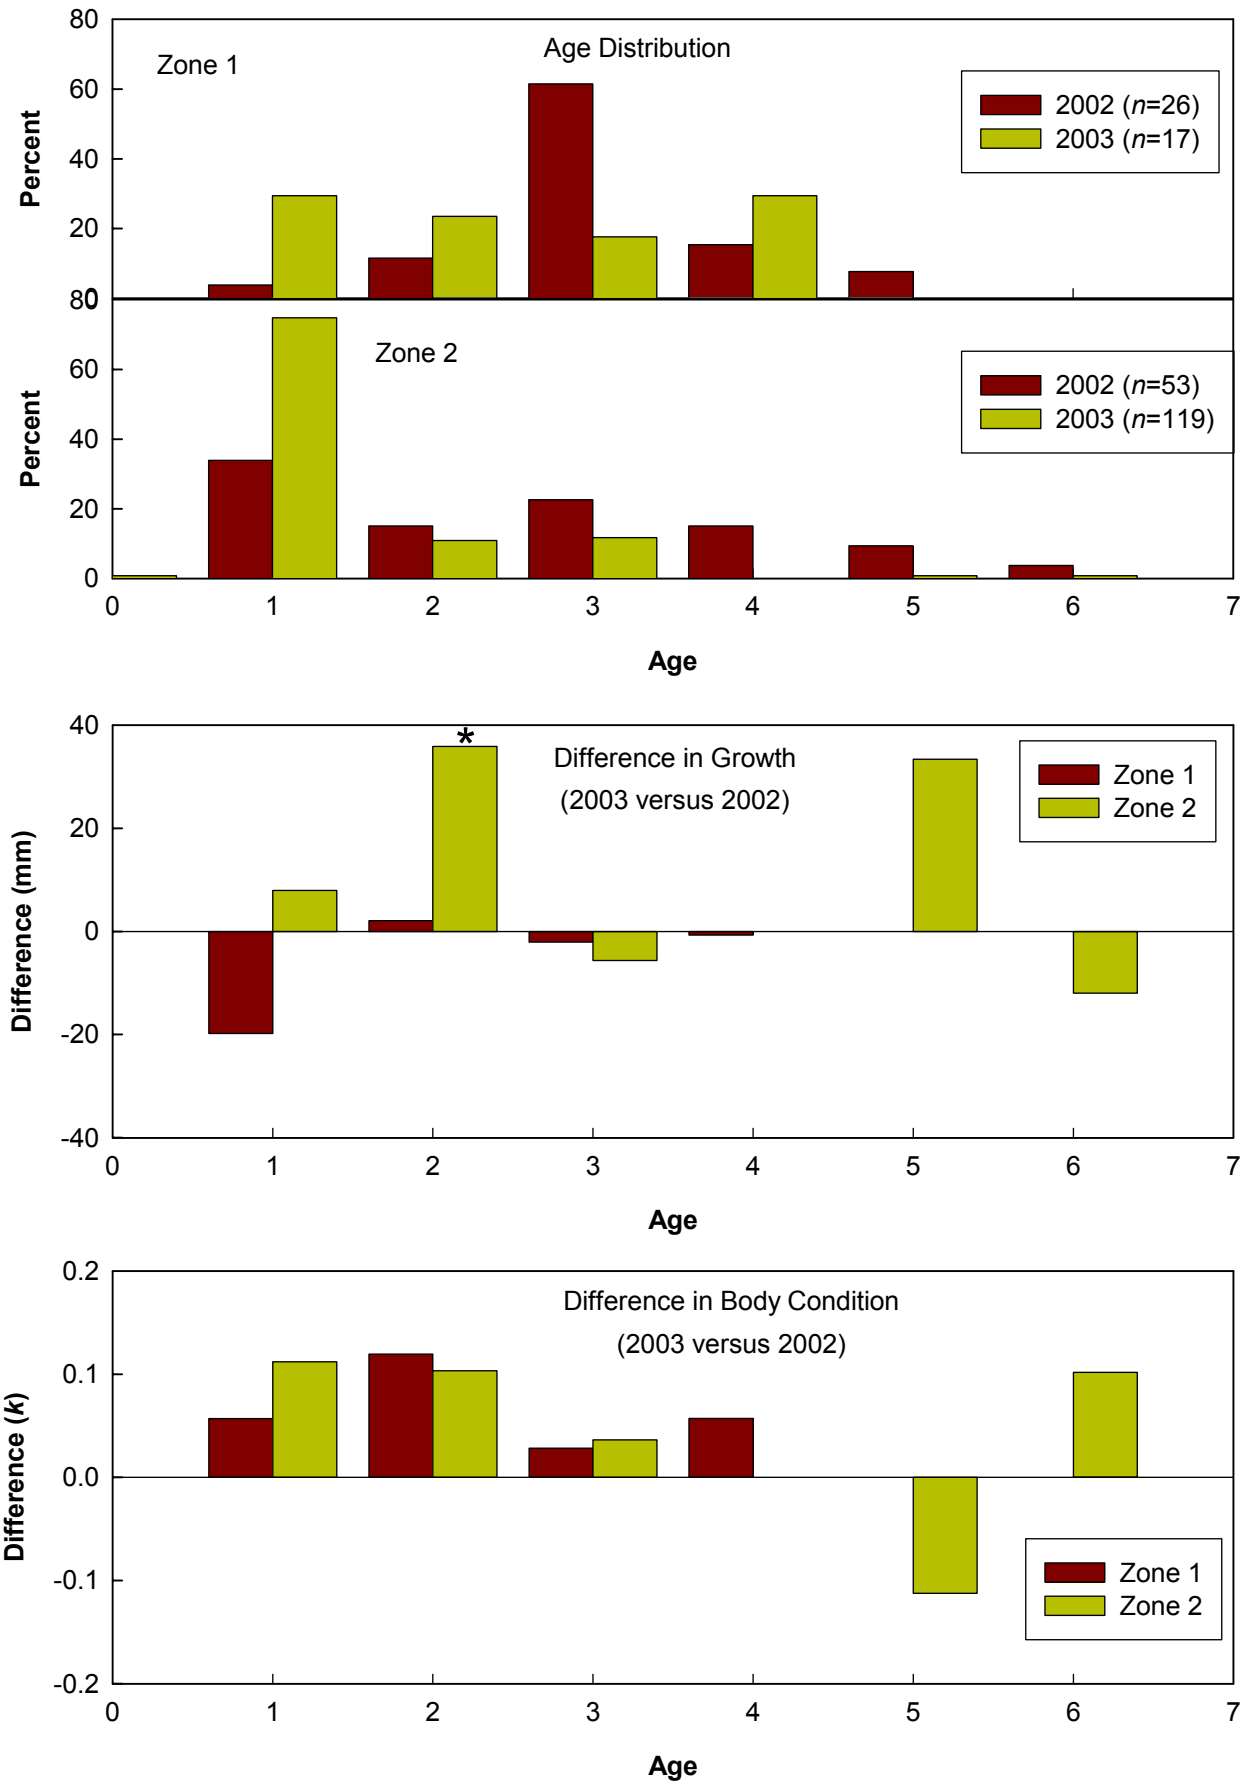 80
Age Distribution
Zone 1
2002 (n=26)
2003 (n=17)
60
40
20
0
Percent
80
Zone 2
2002 (n=53)
2003 (n=119)
60
40
20
0
Percent
0 1 2 3 4 5 6 7
Age
40
*
Difference in Growth
(2003 versus 2002)
Zone 1
Zone 2
20
0
-20
-40
Difference (mm)
0 1 2 3 4 5 6 7
Age
0.2
Difference in Body Condition
(2003 versus 2002)
0.1
0.0
-0.1
-0.2
Difference (k)
Zone 1
Zone 2
0 1 2 3 4 5 6 7
Age